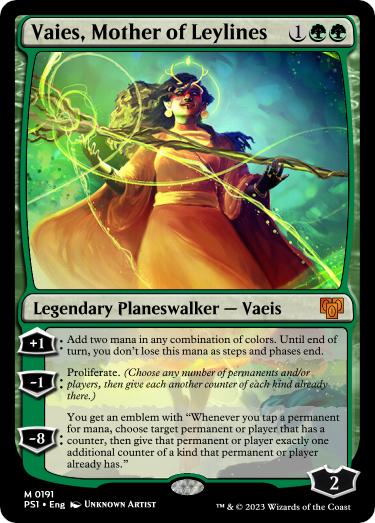 Vaies, Mother of Leylines 1
Legendary Planeswalker — Vaeis
+1: Add two mana in any combination of colors. Until end
of turn, you don't lose this mana as steps and phases end.
-1: Proliferate. (Choose any number of permanents and/or
players, then give each another counter of each kind already
there.)
-8: You get an emblem with “Whenever you tap a permanent
for mana, choose target permanent or player that has a
counter, then give that permanent or player exactly one
additional counter of a kind that permanent or player
already has.”
2
M 0191
PS1 • Eng Unknown Artist
™ & © 2023 Wizards of the Coast